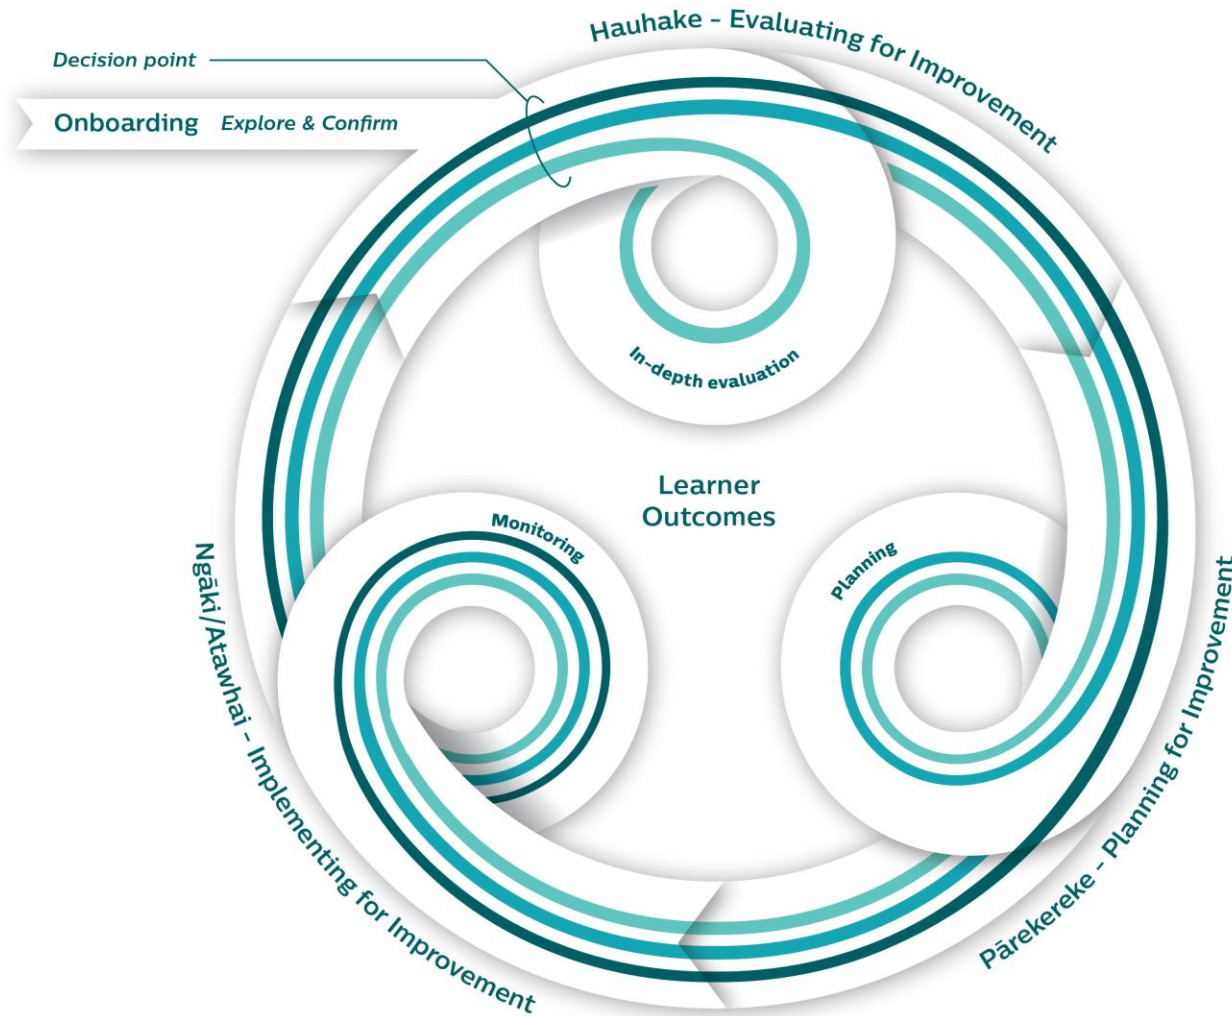 Hauhake - Evaluating for Improvement
Decision point
Onboarding Explore & Confirm
In-depth evaluation
Learner
Outcomes
Monitoring
Planning
Ngāki/Atawhai - Implementing for Improvement
Pārekereke - Planning for Improvement